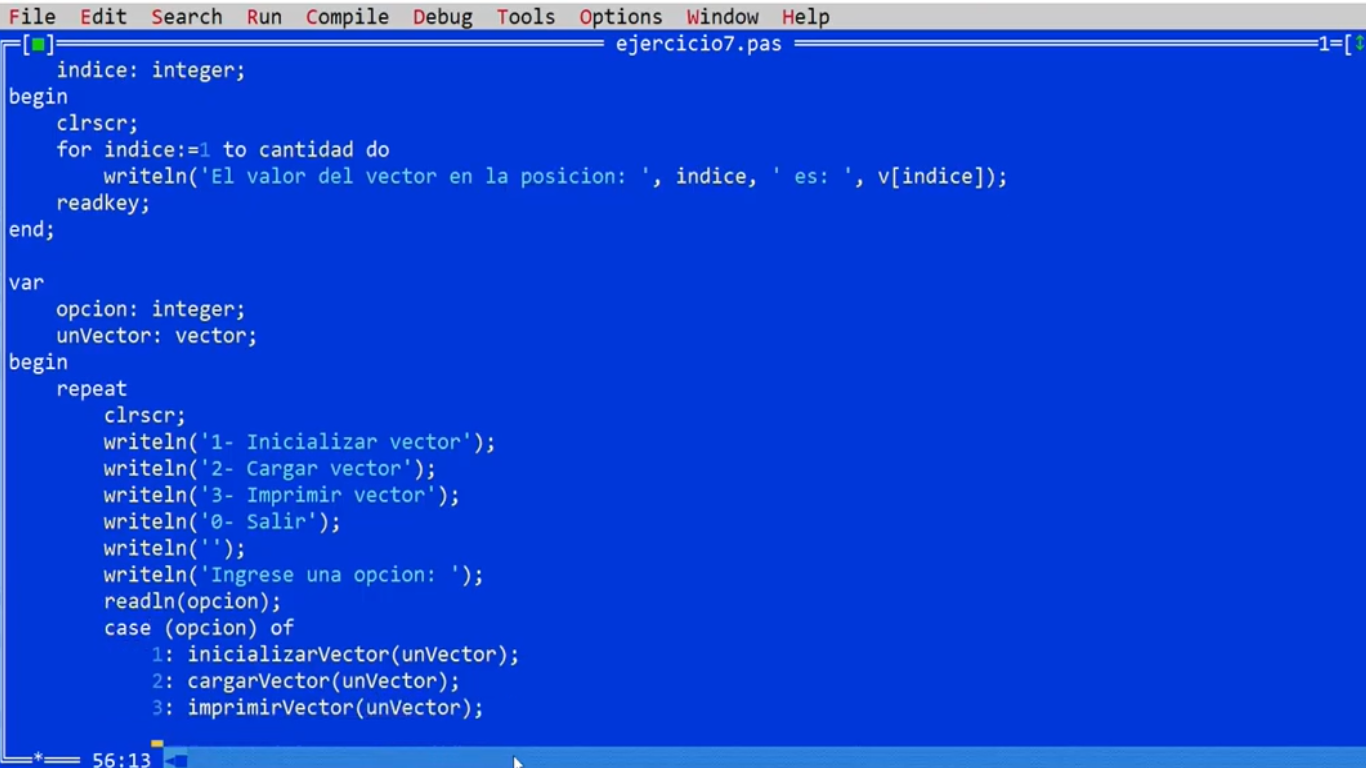 File Edit Search Run Compile Debug Tools Options Window Help
[■] ejercicio7.pas 1=[↕
indice: integer;
begin
clrscr;
for indice:=1 to cantidad do
writeln('El valor del vector en la posicion: ', indice, ' es: ', v[indice]);
readkey;
end;
var
opcion: integer;
unVector: vector;
begin
repeat
clrscr;
writeln('1- Inicializar vector');
writeln('2- Cargar vector');
writeln('3- Imprimir vector');
writeln('0- Salir');
writeln('');
writeln('Ingrese una opcion: ');
readln(opcion);
case (opcion) of
1: inicializarVector(unVector);
2: cargarVector(unVector);
3: imprimirVector(unVector);
* 56:13